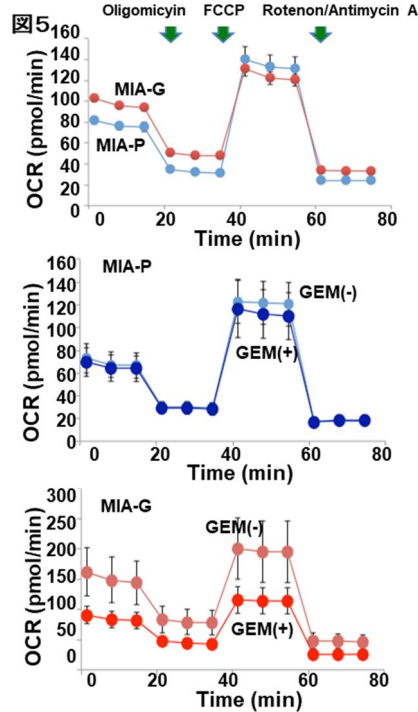 Oligomicyin FCCP Rotenon/Antimycin A
図5
160
140
120
100
80
60
40
20
0
OCR (pmol/min)
MIA-G
MIA-P
0 20 40 60 80
Time (min)
160
140
120
100
80
60
40
20
0
OCR (pmol/min)
MIA-P
GEM(-)
GEM(+)
0 20 40 60 80
Time (min)
300
250
200
150
100
50
0
OCR (pmol/min)
MIA-G
GEM(-)
GEM(+)
0 20 40 60 80
Time (min)